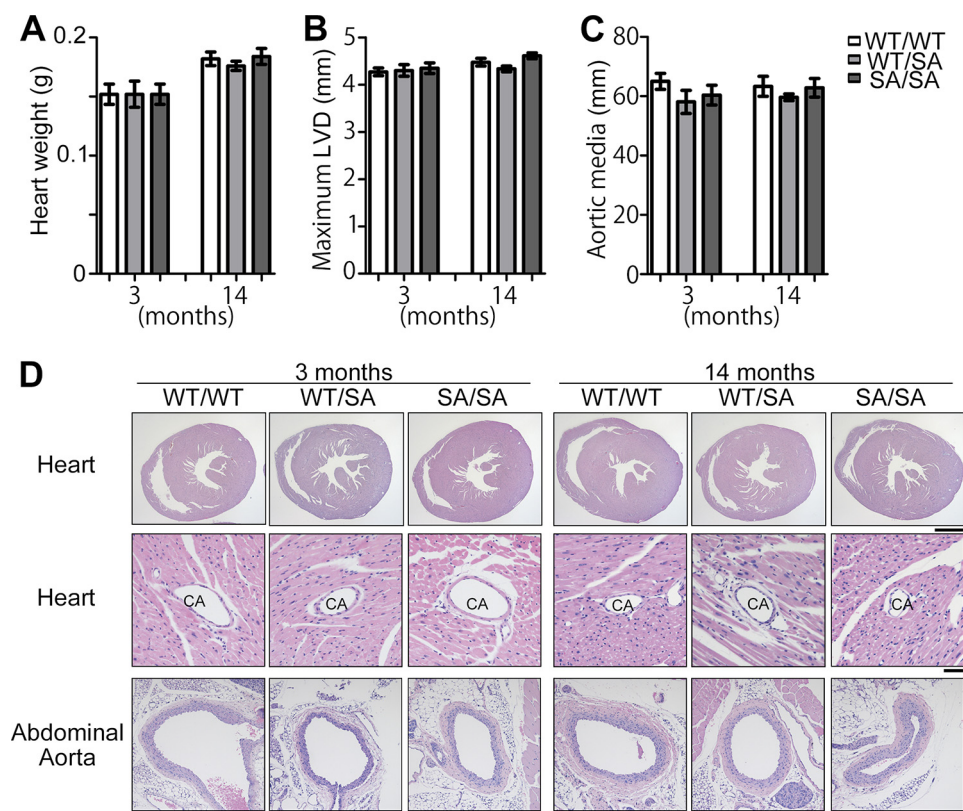 A
Heart weight (g)
0.2
0.1
0
3
14
(months)
B
Maximum LVD (mm)
5
4
3
2
1
0
3
14
(months)
C
Aortic media (mm)
80
60
40
20
0
3
14
(months)
WT/WT
WT/SA
SA/SA
D
3 months
14 months
WT/WT
WT/SA
SA/SA
WT/WT
WT/SA
SA/SA
Heart
Heart
CA
CA
CA
CA
CA
CA
Abdominal
Aorta